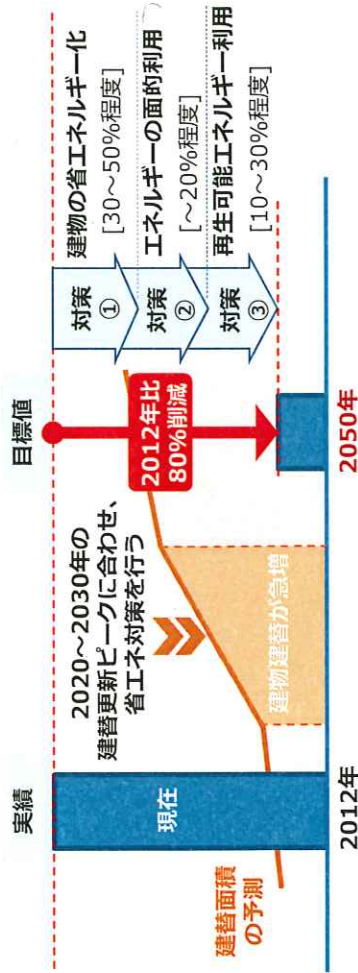 実績
目標値
現在
2020～2030年の
建替更新ピークに合わせ、
省エネ対策を行う
2012年比
80%削減
対策
①
建物の省エネルギー化
[30～50%程度]
対策
②
エネルギーの面的利用
[～20%程度]
対策
③
再生可能エネルギー利用
[10～30%程度]
建替面積
の予測
建物建替が急増
2012年
2050年